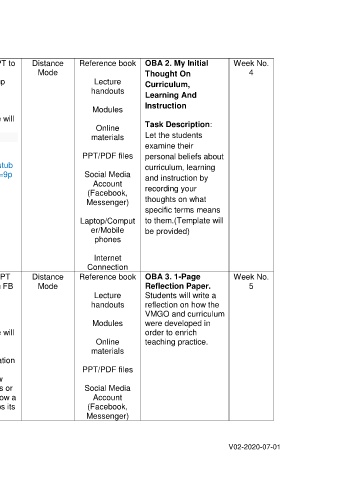 PT to
p
e will
utub
=9p
Distance
Mode
Reference book
Lecture
handouts
Modules
Online
materials
PPT/PDF files
Social Media
Account
(Facebook,
Messenger)
Laptop/Comput
er/Mobile
phones
Internet
Connection
OBA 2. My Initial
Thought On
Curriculum,
Learning And
Instruction
Task Description:
Let the students
examine their
personal beliefs about
curriculum, learning
and instruction by
recording your
thoughts on what
specific terms means
to them.(Template will
be provided)
Week No.
4
PT
FB
e will
ation
w
s or
ow a
s its
Distance
Mode
Reference book
Lecture
handouts
Modules
Online
materials
PPT/PDF files
Social Media
Account
(Facebook,
Messenger)
OBA 3. 1-Page
Reflection Paper.
Students will write a
reflection on how the
VMGO and curriculum
were developed in
order to enrich
teaching practice.
Week No.
5
V02-2020-07-01